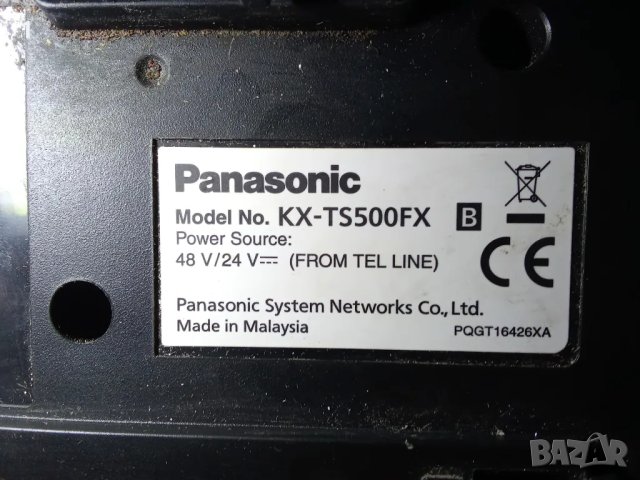 Panasonic
Model No. KX-TS500FX B
Power Source:
48 V/24 V⎓ (FROM TEL LINE)
CE
Panasonic System Networks Co., Ltd.
Made in Malaysia
PQGT16426XA
BAZAR